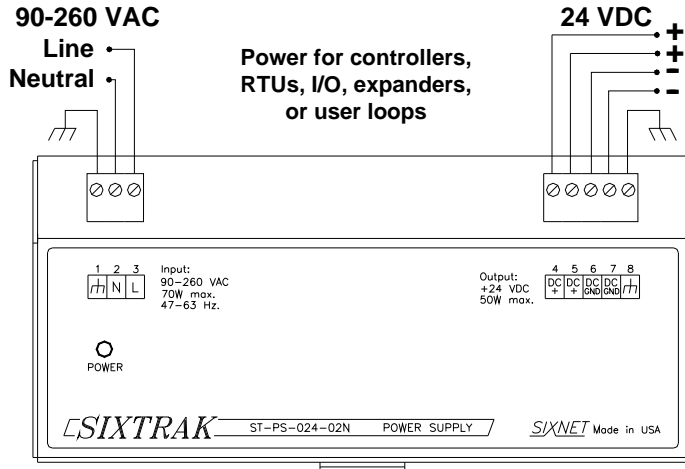 90-260 VAC
Line
Neutral
Power for controllers,
RTUs, I/O, expanders,
or user loops
24 VDC
+
+
-
-
1 2 3
N L
Input:
90-260 VAC
70W max.
47-63 Hz.
Output:
+24 VDC
50W max.
4 5 6 7 8
DC DC DC DC
+ + GND GND
POWER
SIXTRAK
ST-PS-024-02N POWER SUPPLY
SIXNET Made in USA